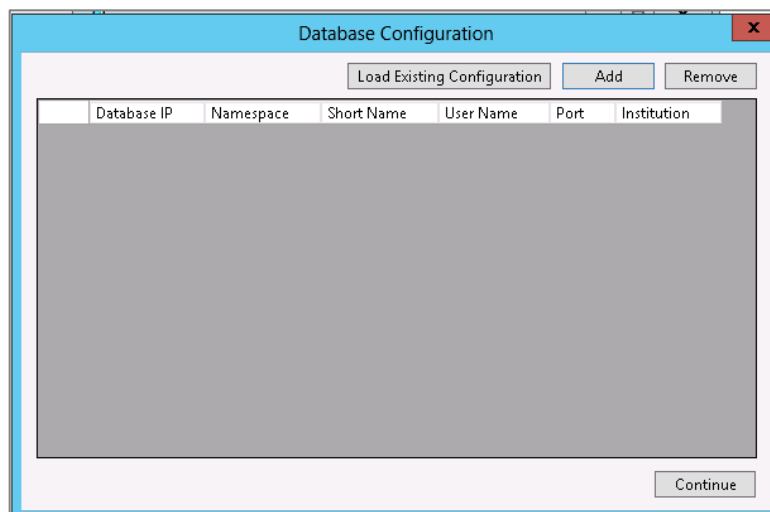 Database Configuration
x
Load Existing Configuration Add Remove
Database IP Namespace Short Name User Name Port Institution
Continue